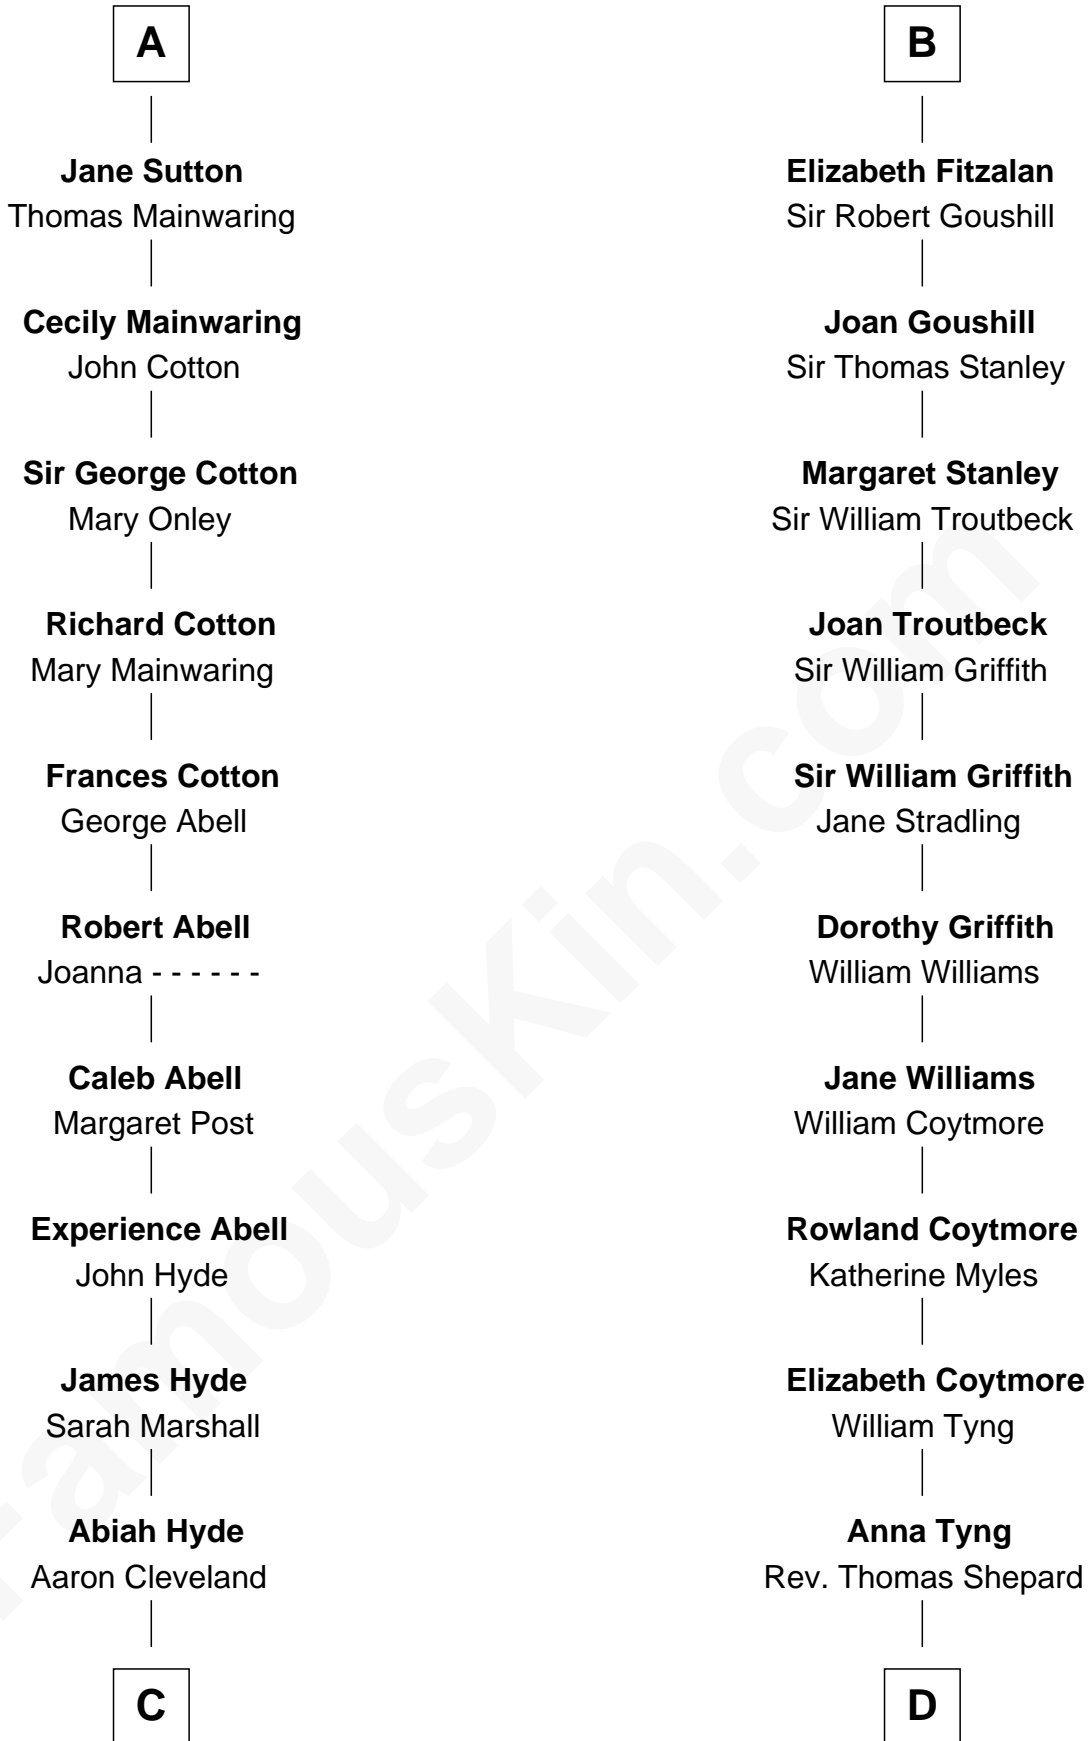 A
Jane Sutton
Thomas Mainwaring
Cecily Mainwaring
John Cotton
Sir George Cotton
Mary Onley
Richard Cotton
Mary Mainwaring
Frances Cotton
George Abell
Robert Abell
Joanna - - - - - -
Caleb Abell
Margaret Post
Experience Abell
John Hyde
James Hyde
Sarah Marshall
Abiah Hyde
Aaron Cleveland
C
B
Elizabeth Fitzalan
Sir Robert Goushill
Joan Goushill
Sir Thomas Stanley
Margaret Stanley
Sir William Troutbeck
Joan Troutbeck
Sir William Griffith
Sir William Griffith
Jane Stradling
Dorothy Griffith
William Williams
Jane Williams
William Coytmore
Rowland Coytmore
Katherine Myles
Elizabeth Coytmore
William Tyng
Anna Tyng
Rev. Thomas Shepard
D
FamousKin.com